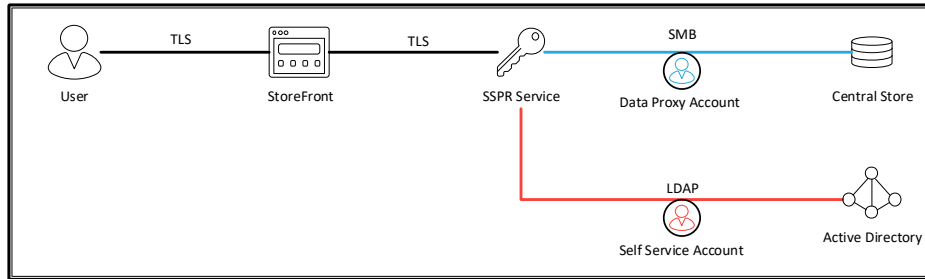 TLS
TLS
SMB
User
StoreFront
SSPR Service
Data Proxy Account
Central Store
LDAP
Self Service Account
Active Directory